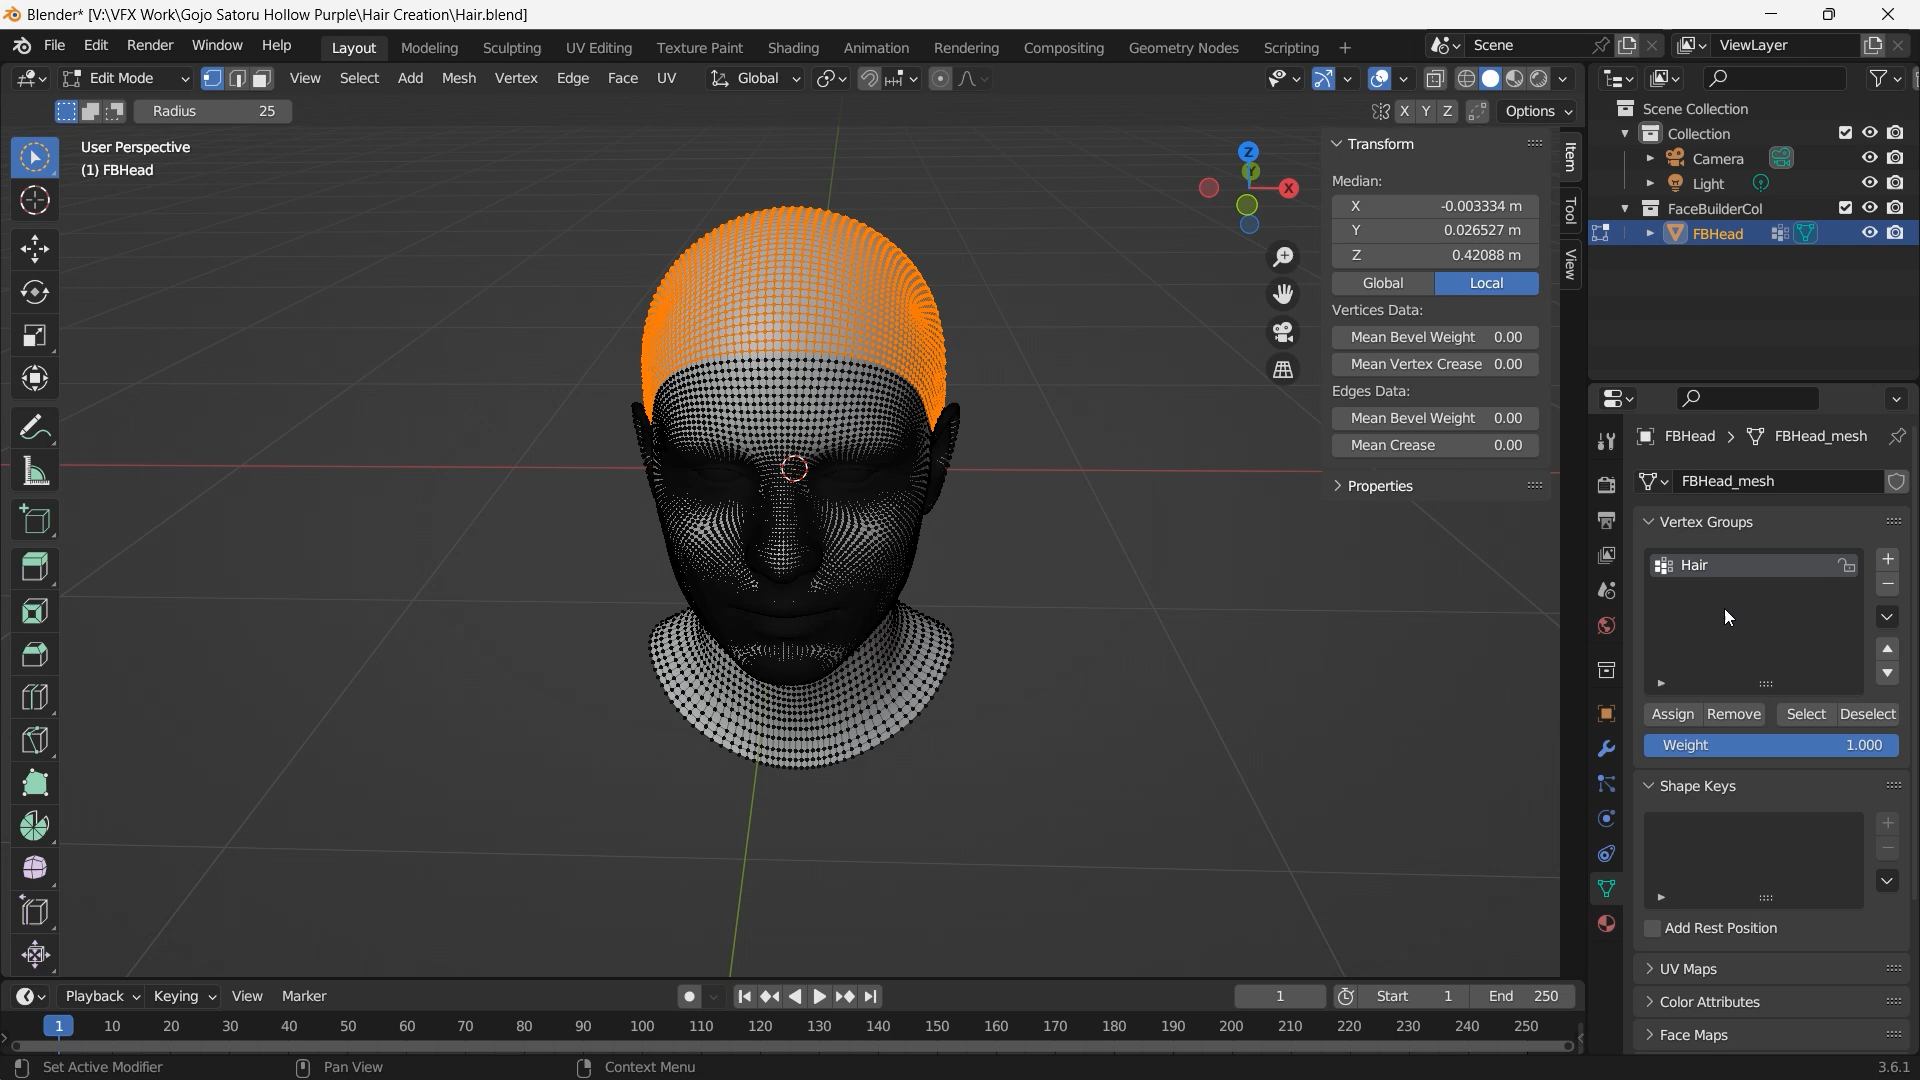 Blender* [V:\VFX Work\Gojo Satoru Hollow Purple\Hair Creation\Hair.blend]
File Edit Render Window Help Layout Modeling Sculpting UV Editing Texture Paint Shading Animation Rendering Compositing Geometry Nodes Scripting + Scene ViewLayer
Edit Mode View Select Add Mesh Vertex Edge Face UV Global
Radius 25 X Y Z Options
User Perspective
(1) FBHead
Z
Y
X
Transform
Median:
X -0.003334 m
Y 0.026527 m
Z 0.42088 m
Global Local
Vertices Data:
Mean Bevel Weight 0.00
Mean Vertex Crease 0.00
Edges Data:
Mean Bevel Weight 0.00
Mean Crease 0.00
Properties
Item
Tool
View
Scene Collection
Collection
Camera
Light
FaceBuilderCol
FBHead
FBHead FBHead_mesh
FBHead_mesh
Vertex Groups
Hair
Assign Remove Select Deselect
Weight 1.000
Shape Keys
Add Rest Position
UV Maps
Color Attributes
Face Maps
Playback Keying View Marker 1 Start 1 End 250
1 10 20 30 40 50 60 70 80 90 100 110 120 130 140 150 160 170 180 190 200 210 220 230 240 250
Set Active Modifier Pan View Context Menu 3.6.1